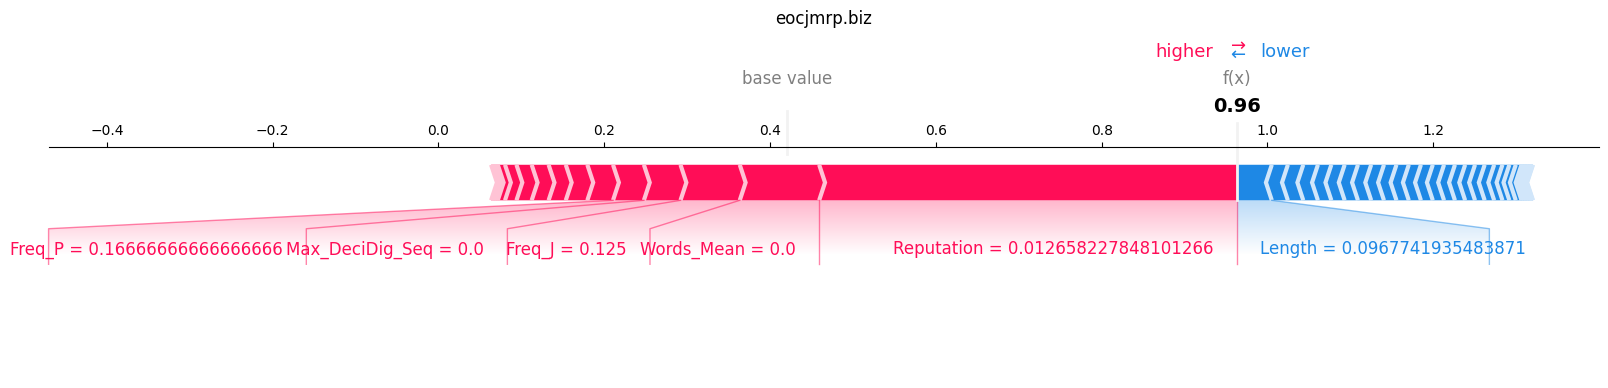 eocjmrp.biz
higher ⇄ lower
base value f(x)
0.96
−0.4 −0.2 0.0 0.2 0.4 0.6 0.8 1.0 1.2
Freq_P = 0.16666666666666666 Max_DeciDig_Seq = 0.0 Freq_J = 0.125 Words_Mean = 0.0 Reputation = 0.012658227848101266 Length = 0.0967741935483871